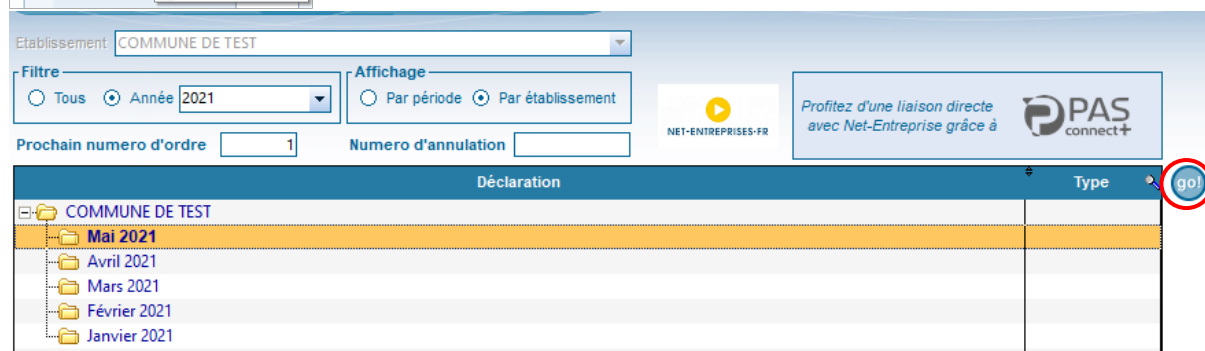 Etablissement COMMUNE DE TEST
Filtre Affichage
Tous Année 2021 Par période Par établissement
Prochain numero d'ordre 1 Numero d'annulation
NET-ENTREPRISES·FR
Profitez d'une liaison directe
avec Net-Entreprise grâce à
PAS
connect+
Déclaration Type go!
COMMUNE DE TEST
Mai 2021
Avril 2021
Mars 2021
Février 2021
Janvier 2021